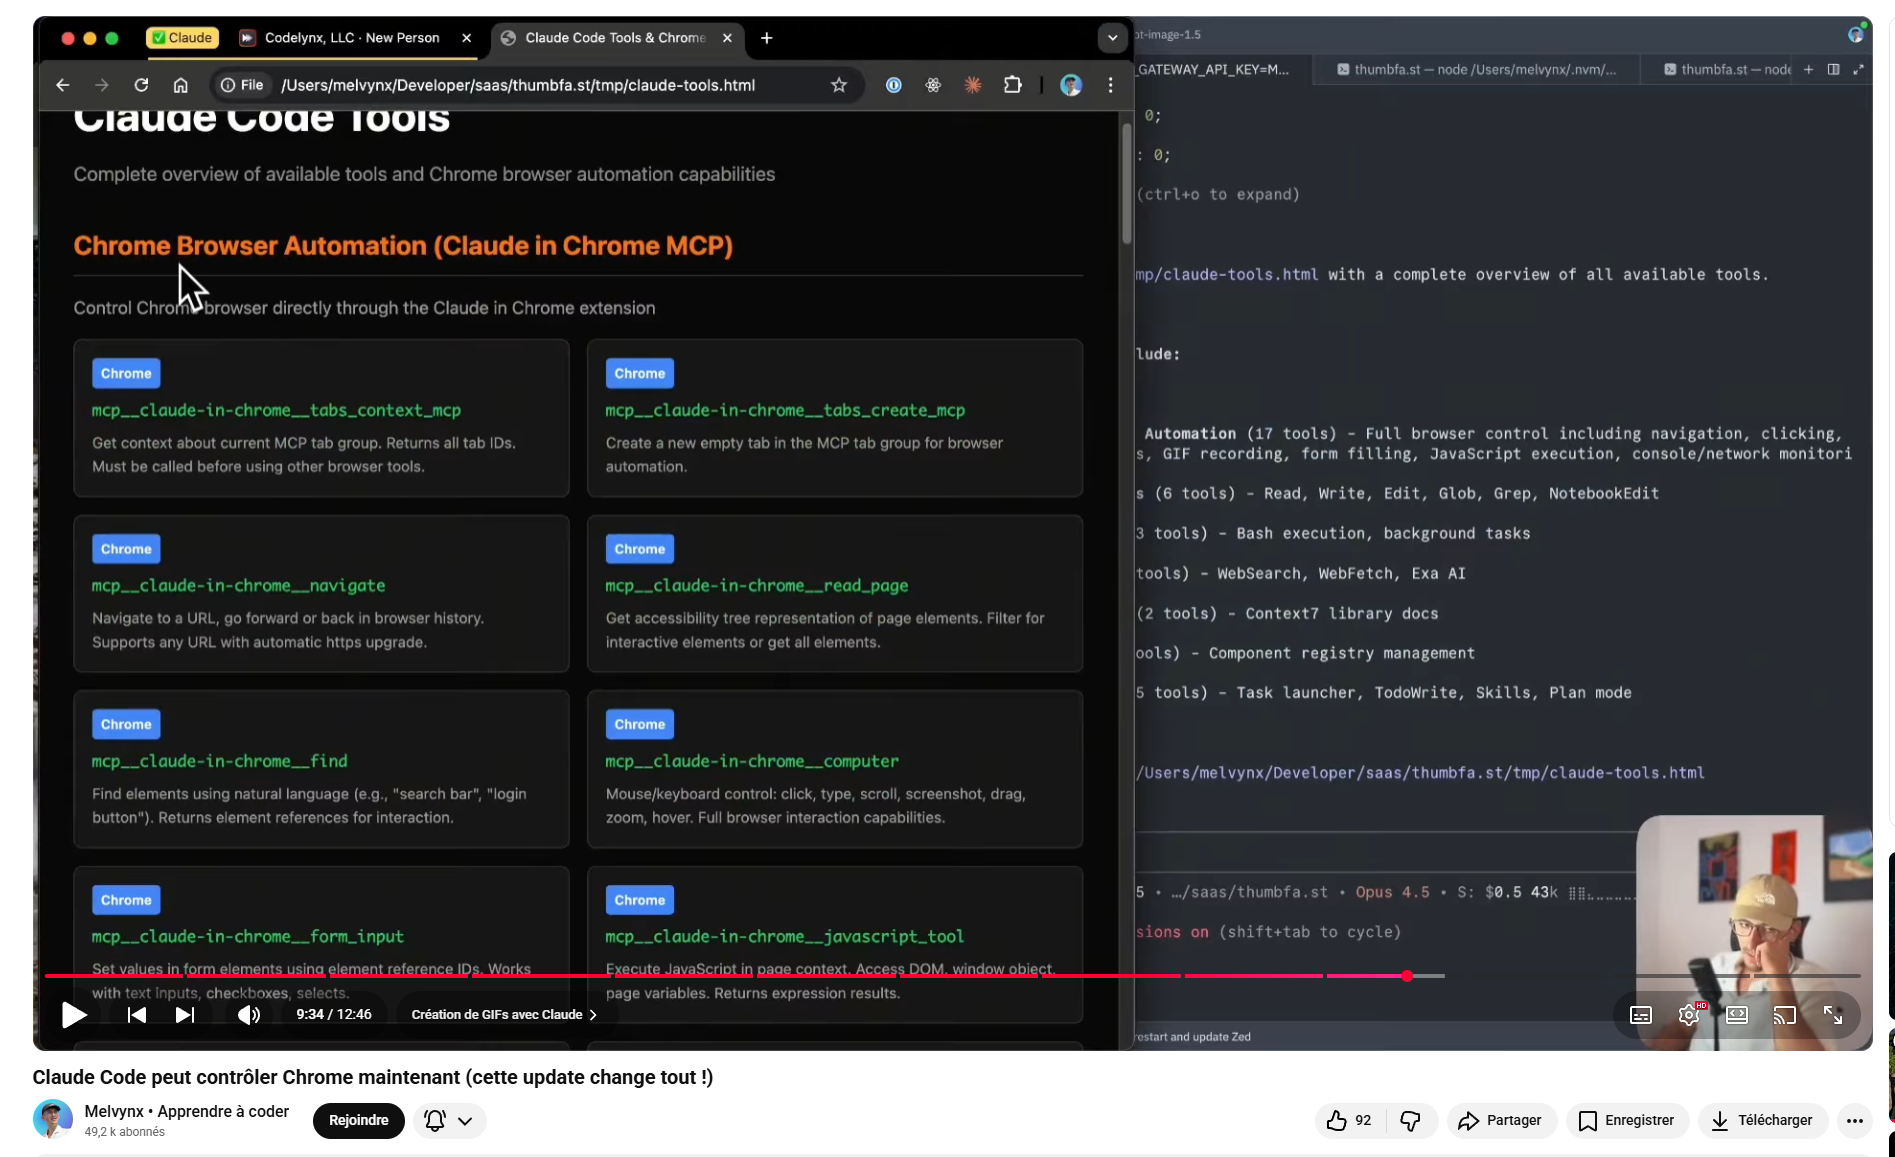 Claude
Codelynx, LLC · New Person
Claude Code Tools & Chrome
File
/Users/melvynx/Developer/saas/thumbfa.st/tmp/claude-tools.html
Claude Code Tools
Complete overview of available tools and Chrome browser automation capabilities
Chrome Browser Automation (Claude in Chrome MCP)
Control Chrome browser directly through the Claude in Chrome extension
Chrome
mcp__claude-in-chrome__tabs_context_mcp
Get context about current MCP tab group. Returns all tab IDs.
Must be called before using other browser tools.
Chrome
mcp__claude-in-chrome__tabs_create_mcp
Create a new empty tab in the MCP tab group for browser
automation.
Chrome
mcp__claude-in-chrome__navigate
Navigate to a URL, go forward or back in browser history.
Supports any URL with automatic https upgrade.
Chrome
mcp__claude-in-chrome__read_page
Get accessibility tree representation of page elements. Filter for
interactive elements or get all elements.
Chrome
mcp__claude-in-chrome__find
Find elements using natural language (e.g., "search bar", "login
button"). Returns element references for interaction.
Chrome
mcp__claude-in-chrome__computer
Mouse/keyboard control: click, type, scroll, screenshot, drag,
zoom, hover. Full browser interaction capabilities.
Chrome
mcp__claude-in-chrome__form_input
Set values in form elements using element reference IDs. Works
with text inputs, checkboxes, selects.
Chrome
mcp__claude-in-chrome__javascript_tool
Execute JavaScript in page context. Access DOM, window object,
page variables. Returns expression results.
pt-image-1.5
_GATEWAY_API_KEY=M...
thumbfa.st — node /Users/melvynx/.nvm/...
thumbfa.st — node
0;
: 0;
(ctrl+o to expand)
mp/claude-tools.html with a complete overview of all available tools.
lude:
Automation (17 tools) - Full browser control including navigation, clicking,
s, GIF recording, form filling, JavaScript execution, console/network monitori
s (6 tools) - Read, Write, Edit, Glob, Grep, NotebookEdit
3 tools) - Bash execution, background tasks
tools) - WebSearch, WebFetch, Exa AI
(2 tools) - Context7 library docs
ools) - Component registry management
5 tools) - Task launcher, TodoWrite, Skills, Plan mode
/Users/melvynx/Developer/saas/thumbfa.st/tmp/claude-tools.html
5 • …/saas/thumbfa.st • Opus 4.5 • S: $0.5 43k
sions on (shift+tab to cycle)
restart and update Zed
9:34 / 12:46
Création de GIFs avec Claude
HD
Claude Code peut contrôler Chrome maintenant (cette update change tout !)
Melvynx • Apprendre à coder
49,2 k abonnés
Rejoindre
92
Partager
Enregistrer
Télécharger